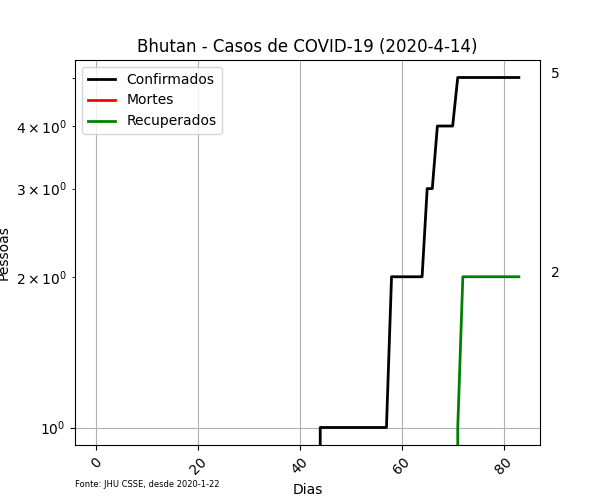 Bhutan - Casos de COVID-19 (2020-4-14)
Confirmados
Mortes
Recuperados
5
2
4 × 10⁰
3 × 10⁰
2 × 10⁰
10⁰
Pessoas
0 20 40 60 80
Dias
Fonte: JHU CSSE, desde 2020-1-22